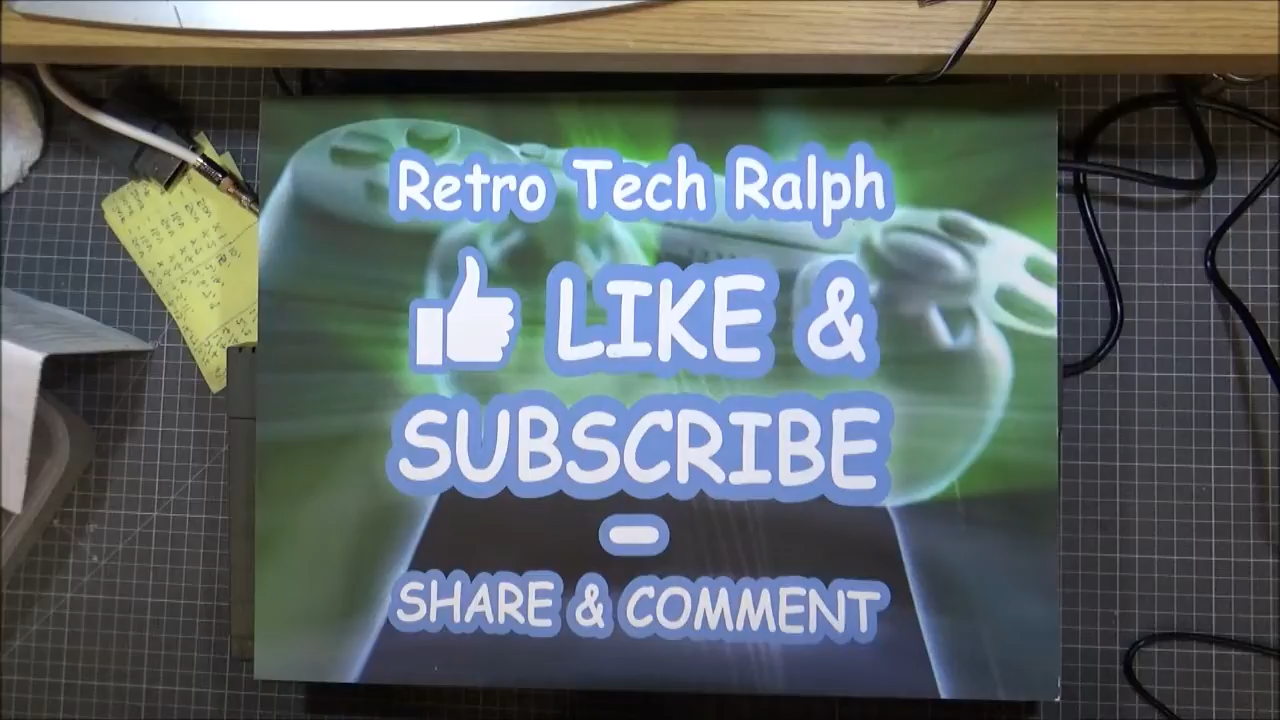 Retro Tech Ralph
👍 LIKE &
SUBSCRIBE
-
SHARE & COMMENT